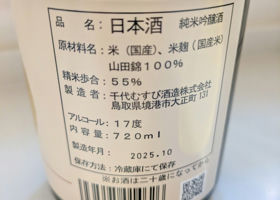 品　名：日本酒　純米吟醸酒
原材料名：米（国産）、米麹（国産米）
山田錦１００％
精米歩合：５５％
製造者：千代むすび酒造株式会社
鳥取県境港市大正町131
アルコール：１７度
内容量：７２０ml
製造年月：2025.10
保存方法：冷蔵庫にて保存
※お酒は二十歳になってから